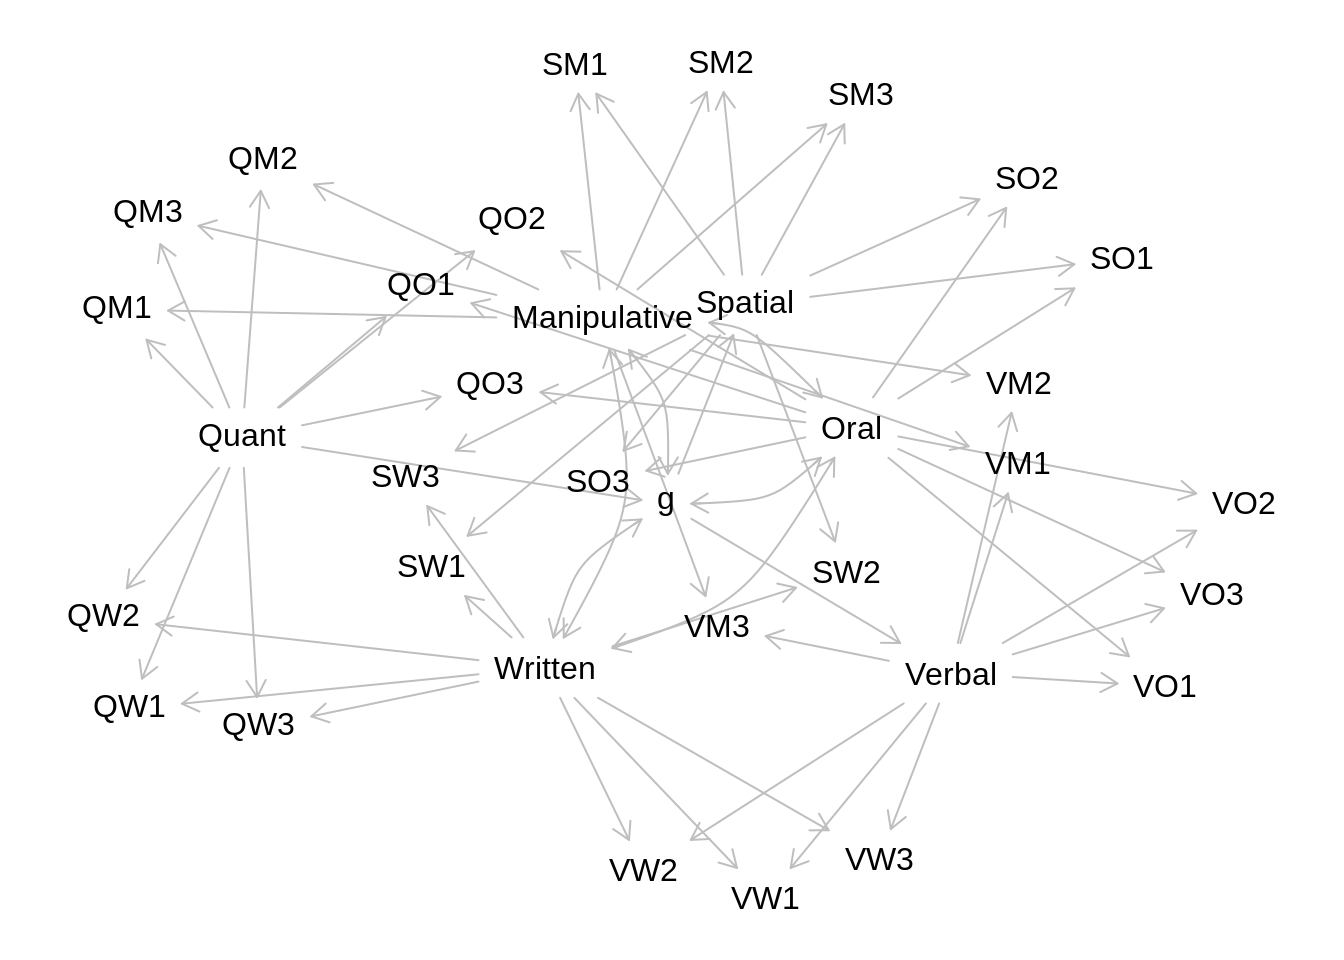 SM1
SM2
SM3
QM2
SO2
QM3
QO2
SO1
QO1
QM1
Spatial
Manipulative
QO3
VM2
Oral
Quant
VM1
SW3
SO3
g
VO2
SW1
SW2
VO3
QW2
VM3
Written
Verbal
VO1
QW1
QW3
VW2
VW3
VW1